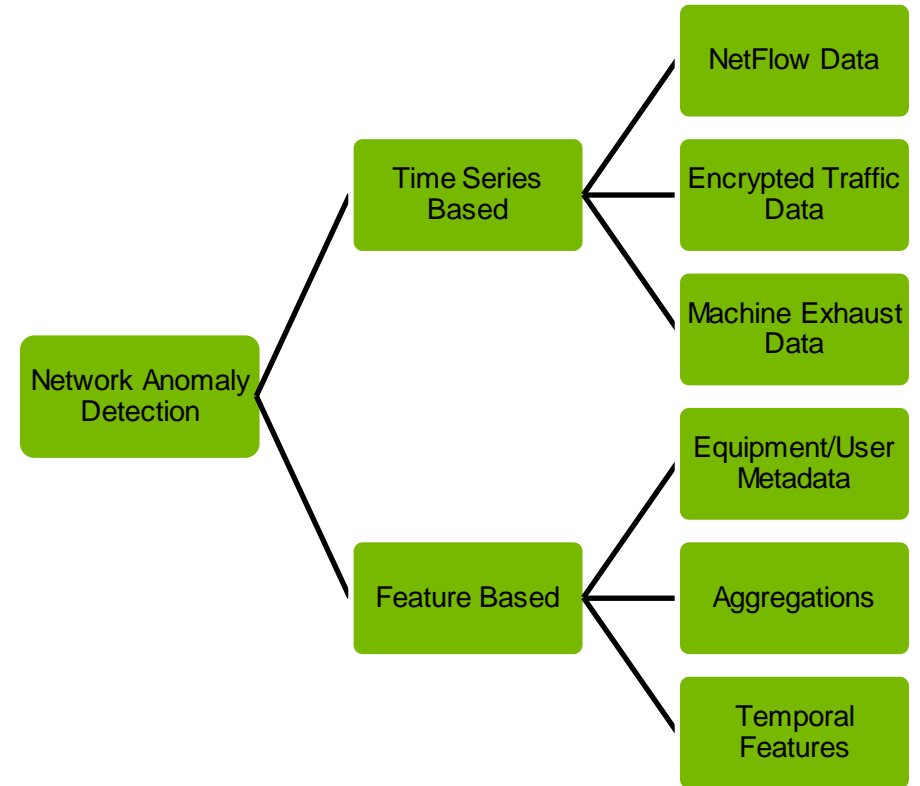 NetFlow Data
Time Series
Based
Encrypted Traffic
Data
Machine Exhaust
Data
Network Anomaly
Detection
Equipment/User
Metadata
Feature Based
Aggregations
Temporal
Features